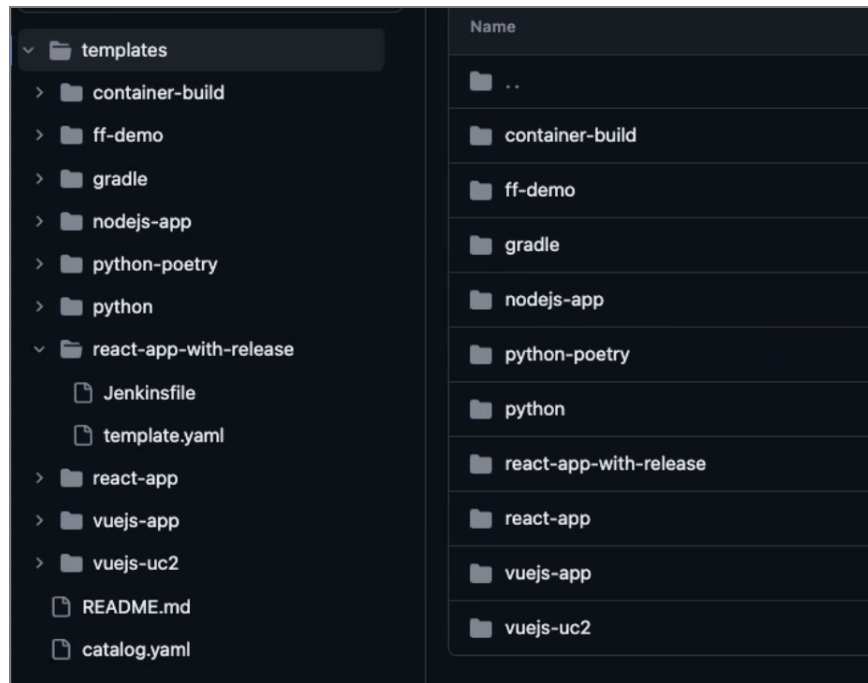 templates
container-build
ff-demo
gradle
nodejs-app
python-poetry
python
react-app-with-release
Jenkinsfile
template.yaml
react-app
vuejs-app
vuejs-uc2
README.md
catalog.yaml
Name
..
container-build
ff-demo
gradle
nodejs-app
python-poetry
python
react-app-with-release
react-app
vuejs-app
vuejs-uc2